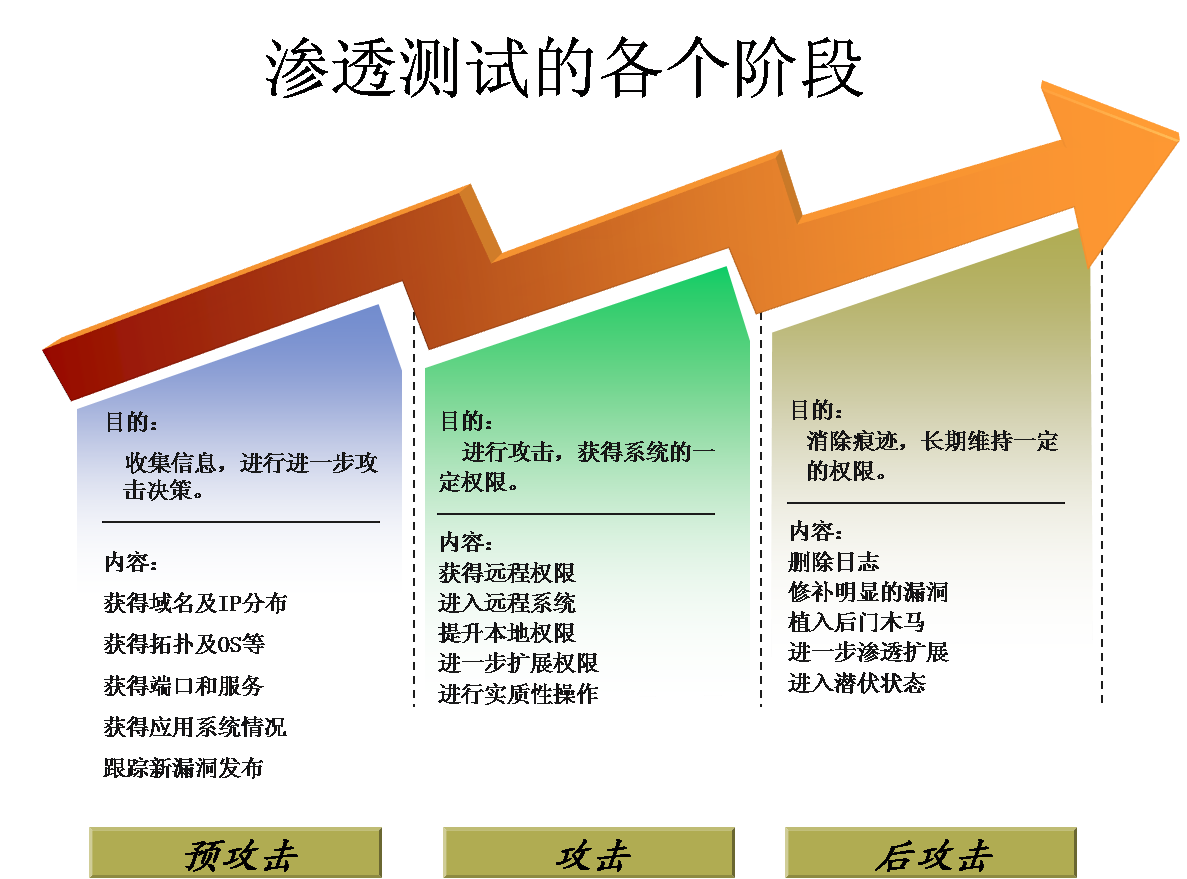 渗透测试的各个阶段
目的：
收集信息，进行进一步攻
击决策。
内容：
获得域名及IP分布
获得拓扑及OS等
获得端口和服务
获得应用系统情况
跟踪新漏洞发布
预攻击
目的：
进行攻击，获得系统的一
定权限。
内容：
获得远程权限
进入远程系统
提升本地权限
进一步扩展权限
进行实质性操作
攻击
目的：
消除痕迹，长期维持一定
的权限。
内容：
删除日志
修补明显的漏洞
植入后门木马
进一步渗透扩展
进入潜伏状态
后攻击